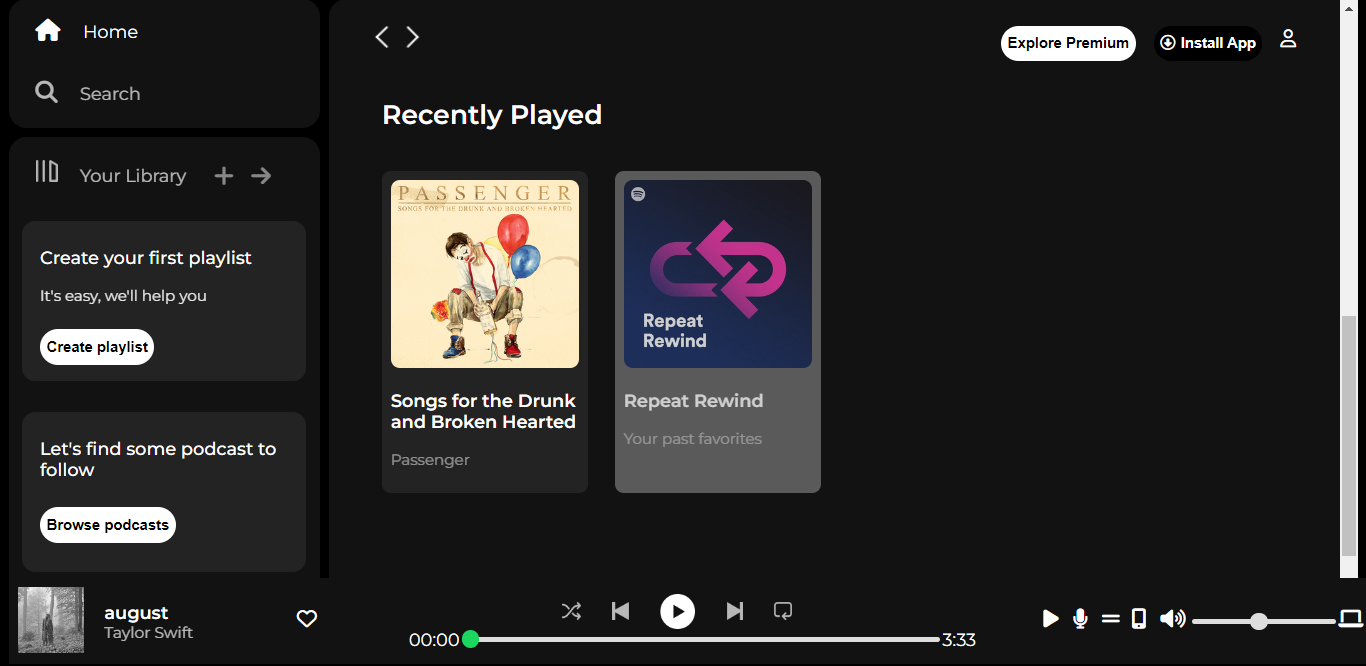 Home
Search
Your Library
Create your first playlist
It's easy, we'll help you
Create playlist
Let's find some podcast to
follow
Browse podcasts
Explore Premium
Install App
Recently Played
PASSENGER
SONGS FOR THE DRUNK AND BROKEN HEARTED
Songs for the Drunk
and Broken Hearted
Passenger
Repeat
Rewind
Repeat Rewind
Your past favorites
august
Taylor Swift
00:00
3:33